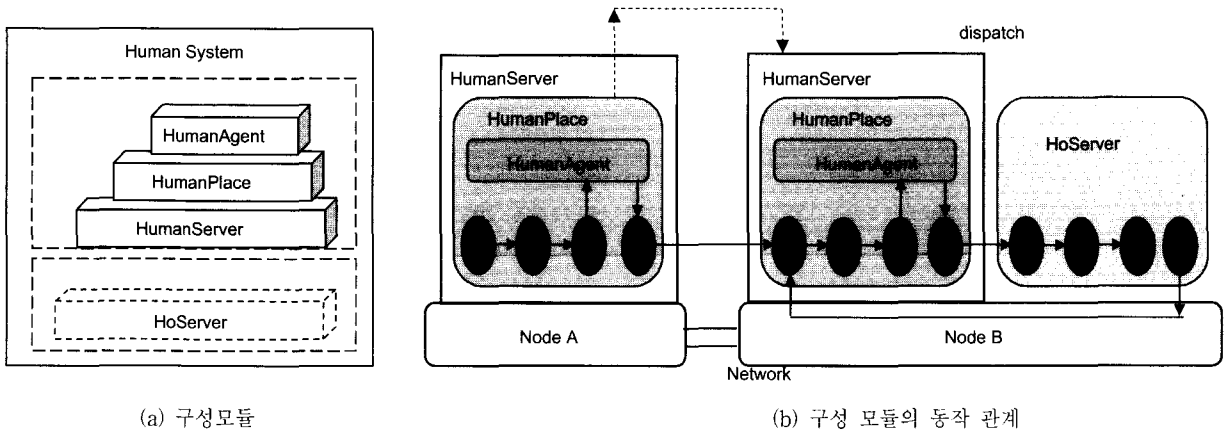 Human System
HumanAgent
HumanPlace
HumanServer
HoServer
(a) 구성모듈
dispatch
HumanServer
HumanPlace
HumanAgent
HumanServer
HumanPlace
HumanAgent
HoServer
Node A
Node B
Network
(b) 구성 모듈의 동작 관계